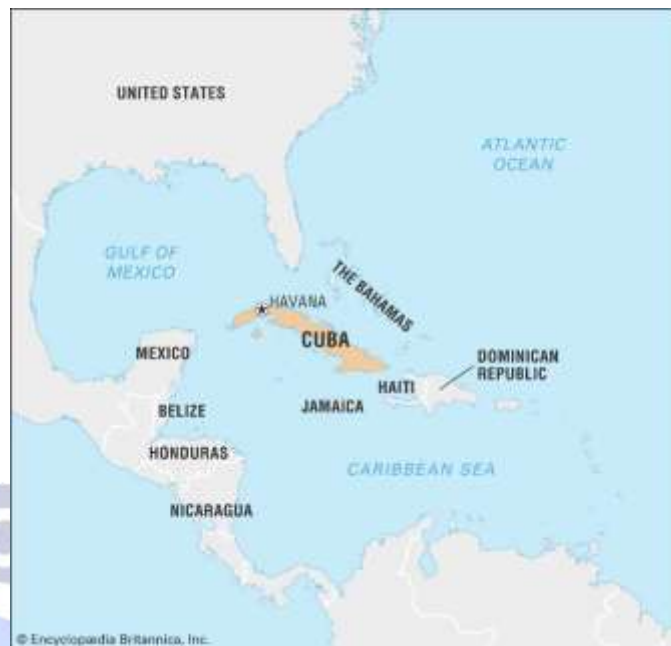 UNITED STATES
ATLANTIC
OCEAN
GULF OF
MEXICO
THE BAHAMAS
HAVANA
CUBA
MEXICO
DOMINICAN
REPUBLIC
HAITI
JAMAICA
BELIZE
HONDURAS
CARIBBEAN SEA
NICARAGUA
© Encyclopædia Britannica, Inc.